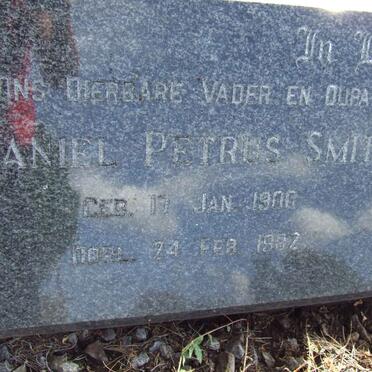 In L
ONS DIERBARE VADER EN OUPA
ANIEL PETRUS SMIT
GEB. 17 JAN 1906
OORL. 24 FEB 1982